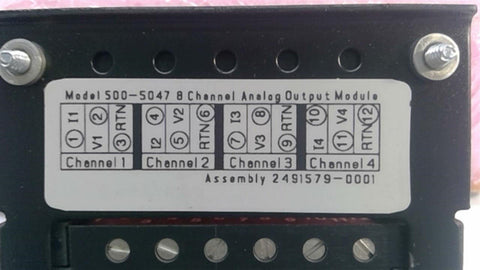 Model 500-5047 8 Channel Analog Output Module
1 I1 V1 2 3 RTN I2 4 5 V2 RTN 6 7 I3 V3 8 9 RTN I4 10 11 V4 RTN 12
Channel 1 Channel 2 Channel 3 Channel 4
Assembly 2491579-0001